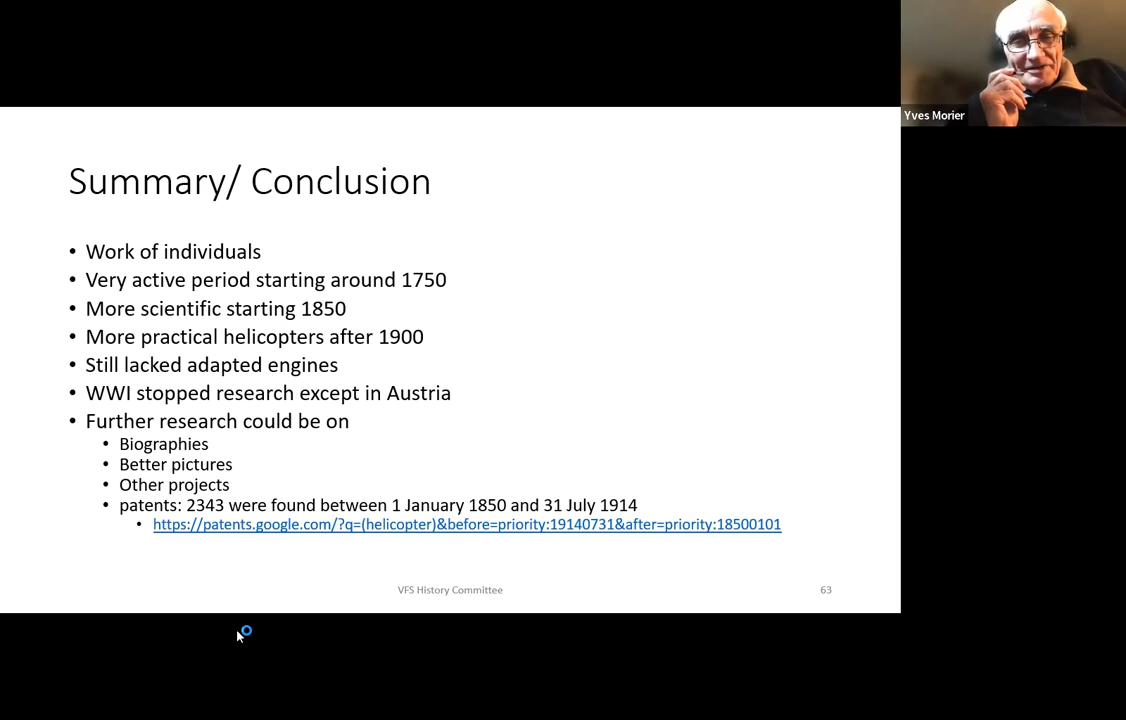 Yves Morier
Summary/ Conclusion
• Work of individuals
• Very active period starting around 1750
• More scientific starting 1850
• More practical helicopters after 1900
• Still lacked adapted engines
• WWI stopped research except in Austria
• Further research could be on
• Biographies
• Better pictures
• Other projects
• patents: 2343 were found between 1 January 1850 and 31 July 1914
• https://patents.google.com/?q=(helicopter)&before=priority:19140731&after=priority:18500101
VFS History Committee
63